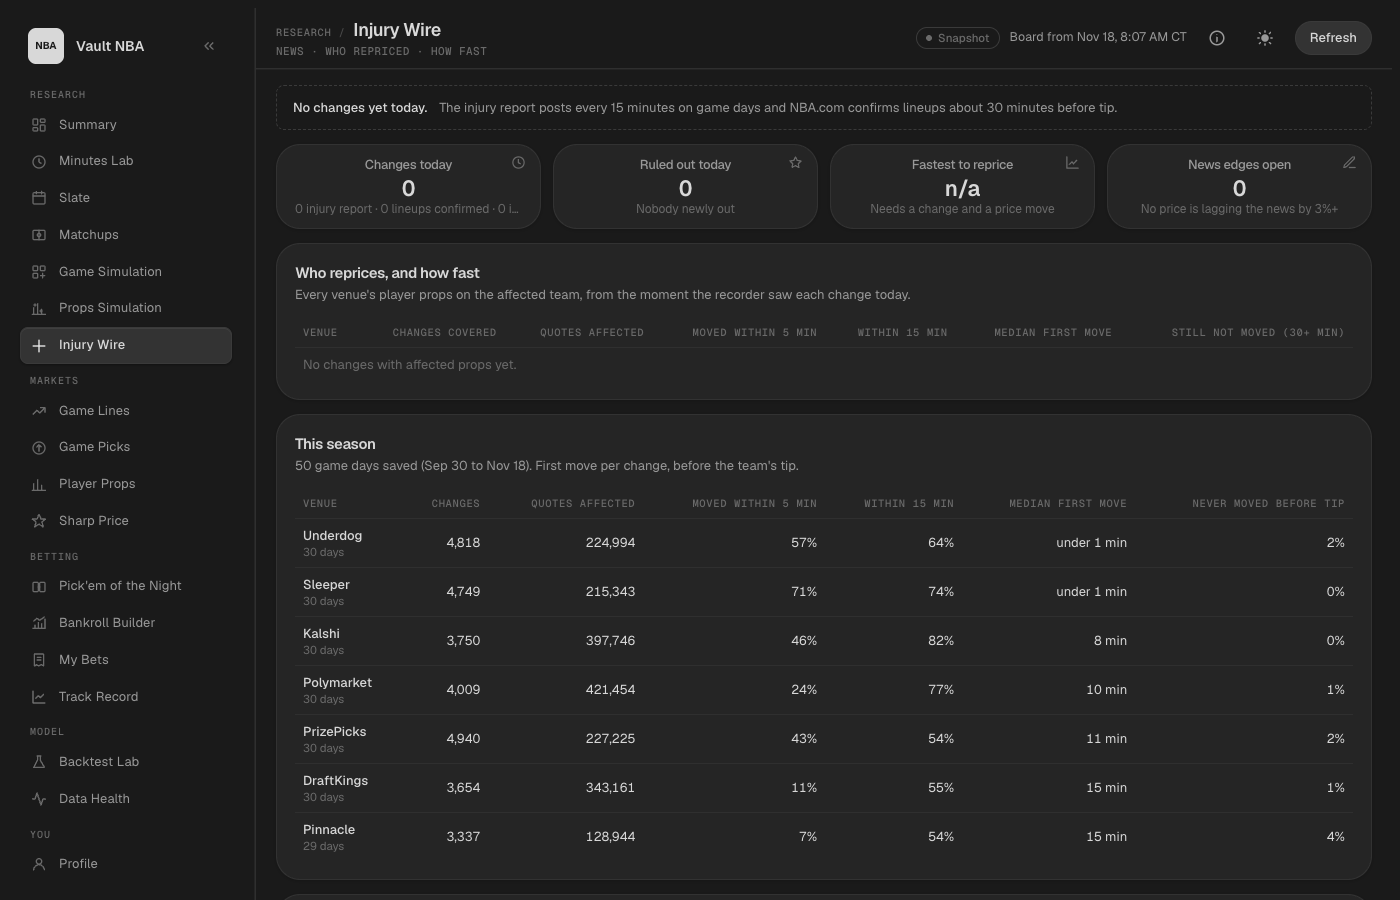 NBA
Vault NBA
RESEARCH
Summary
Minutes Lab
Slate
Matchups
Game Simulation
Props Simulation
Injury Wire
MARKETS
Game Lines
Game Picks
Player Props
Sharp Price
BETTING
Pick'em of the Night
Bankroll Builder
My Bets
Track Record
MODEL
Backtest Lab
Data Health
YOU
Profile
RESEARCH / Injury Wire
NEWS · WHO REPRICED · HOW FAST
Snapshot
Board from Nov 18, 8:07 AM CT
Refresh
No changes yet today. The injury report posts every 15 minutes on game days and NBA.com confirms lineups about 30 minutes before tip.
Changes today
0
0 injury report · 0 lineups confirmed · 0 i...
Ruled out today
0
Nobody newly out
Fastest to reprice
n/a
Needs a change and a price move
News edges open
0
No price is lagging the news by 3%+
Who reprices, and how fast
Every venue's player props on the affected team, from the moment the recorder saw each change today.
VENUE CHANGES COVERED QUOTES AFFECTED MOVED WITHIN 5 MIN WITHIN 15 MIN MEDIAN FIRST MOVE STILL NOT MOVED (30+ MIN)
No changes with affected props yet.
This season
50 game days saved (Sep 30 to Nov 18). First move per change, before the team's tip.
VENUE CHANGES QUOTES AFFECTED MOVED WITHIN 5 MIN WITHIN 15 MIN MEDIAN FIRST MOVE NEVER MOVED BEFORE TIP
Underdog 4,818 224,994 57% 64% under 1 min 2%
30 days
Sleeper 4,749 215,343 71% 74% under 1 min 0%
30 days
Kalshi 3,750 397,746 46% 82% 8 min 0%
30 days
Polymarket 4,009 421,454 24% 77% 10 min 1%
30 days
PrizePicks 4,940 227,225 43% 54% 11 min 2%
30 days
DraftKings 3,654 343,161 11% 55% 15 min 1%
30 days
Pinnacle 3,337 128,944 7% 54% 15 min 4%
29 days